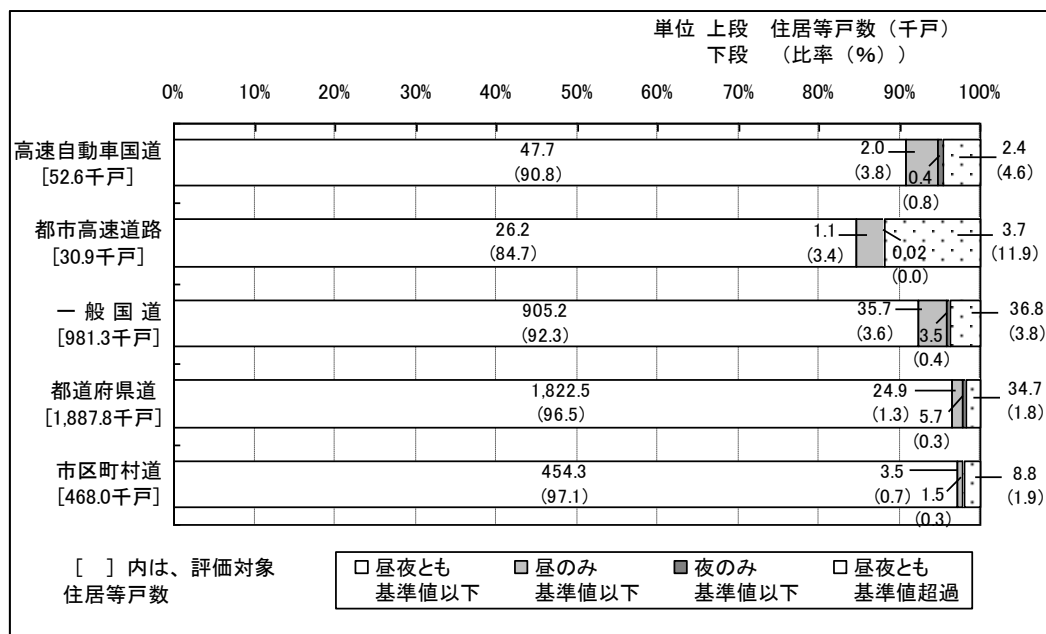 単位 上段 住居等戸数（千戸）
下段 （比率（%））
0% 10% 20% 30% 40% 50% 60% 70% 80% 90% 100%
高速自動車国道
[52.6千戸]
47.7
(90.8)
2.0
(3.8)
0.4
(0.8)
2.4
(4.6)
都市高速道路
[30.9千戸]
26.2
(84.7)
1.1
(3.4)
0.02
(0.0)
3.7
(11.9)
一般国道
[981.3千戸]
905.2
(92.3)
35.7
(3.6)
3.5
(0.4)
36.8
(3.8)
都道府県道
[1,887.8千戸]
1,822.5
(96.5)
24.9
(1.3)
5.7
(0.3)
34.7
(1.8)
市区町村道
[468.0千戸]
454.3
(97.1)
3.5
(0.7)
1.5
(0.3)
8.8
(1.9)
[ ] 内は、評価対象
住居等戸数
昼夜とも
基準値以下
昼のみ
基準値以下
夜のみ
基準値以下
昼夜とも
基準値超過